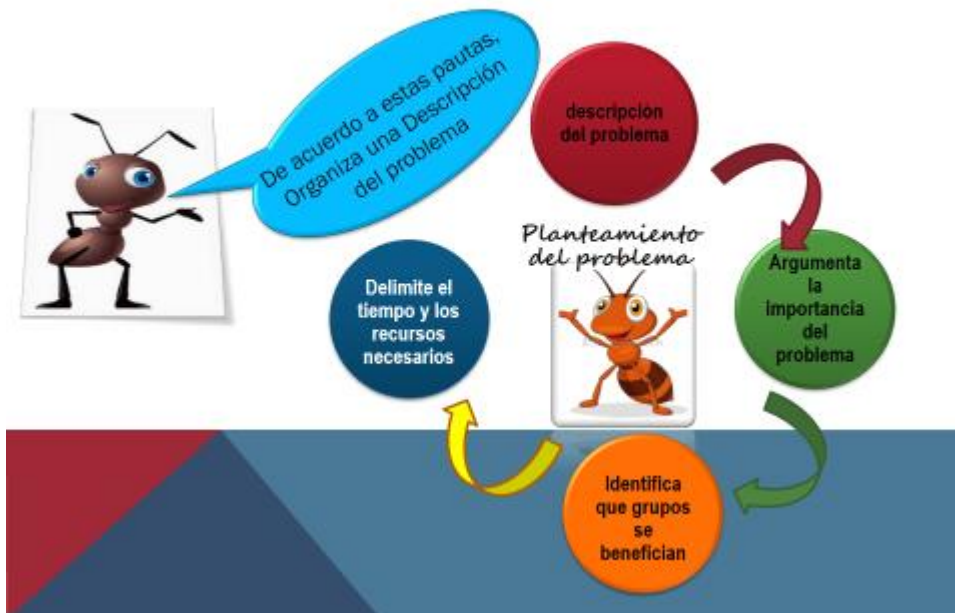 De acuerdo a estas pautas,
Organiza una Descripción
del problema
descripción
del problema
Planteamiento
del problema
Argumenta
la
importancia
del
problema
Identifica
que grupos
se
benefician
Delimite el
tiempo y los
recursos
necesarios